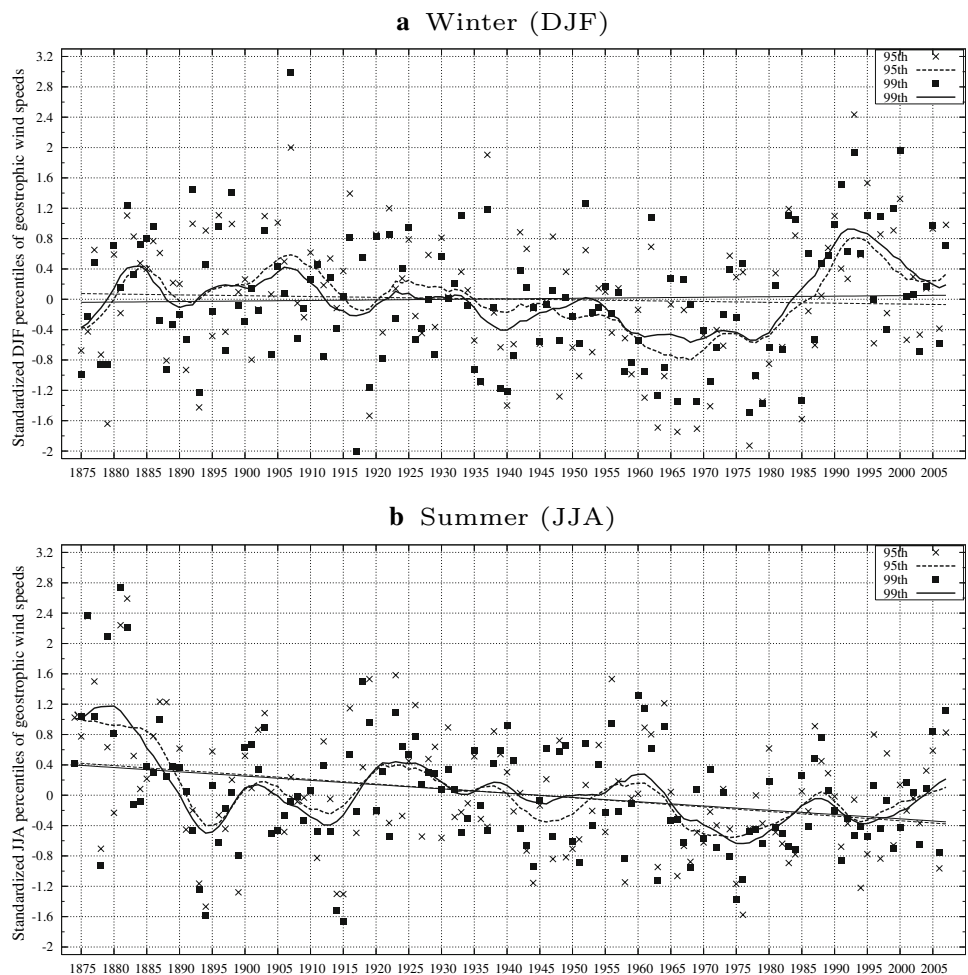 a Winter (DJF)
Standardized DJF percentiles of geostrophic wind speeds
3.2
2.8
2.4
2
1.6
1.2
0.8
0.4
0
-0.4
-0.8
-1.2
-1.6
-2
95th
95th
99th
99th
1875 1880 1885 1890 1895 1900 1905 1910 1915 1920 1925 1930 1935 1940 1945 1950 1955 1960 1965 1970 1975 1980 1985 1990 1995 2000 2005
b Summer (JJA)
Standardized JJA percentiles of geostrophic wind speeds
3.2
2.8
2.4
2
1.6
1.2
0.8
0.4
0
-0.4
-0.8
-1.2
-1.6
-2
95th
95th
99th
99th
1875 1880 1885 1890 1895 1900 1905 1910 1915 1920 1925 1930 1935 1940 1945 1950 1955 1960 1965 1970 1975 1980 1985 1990 1995 2000 2005